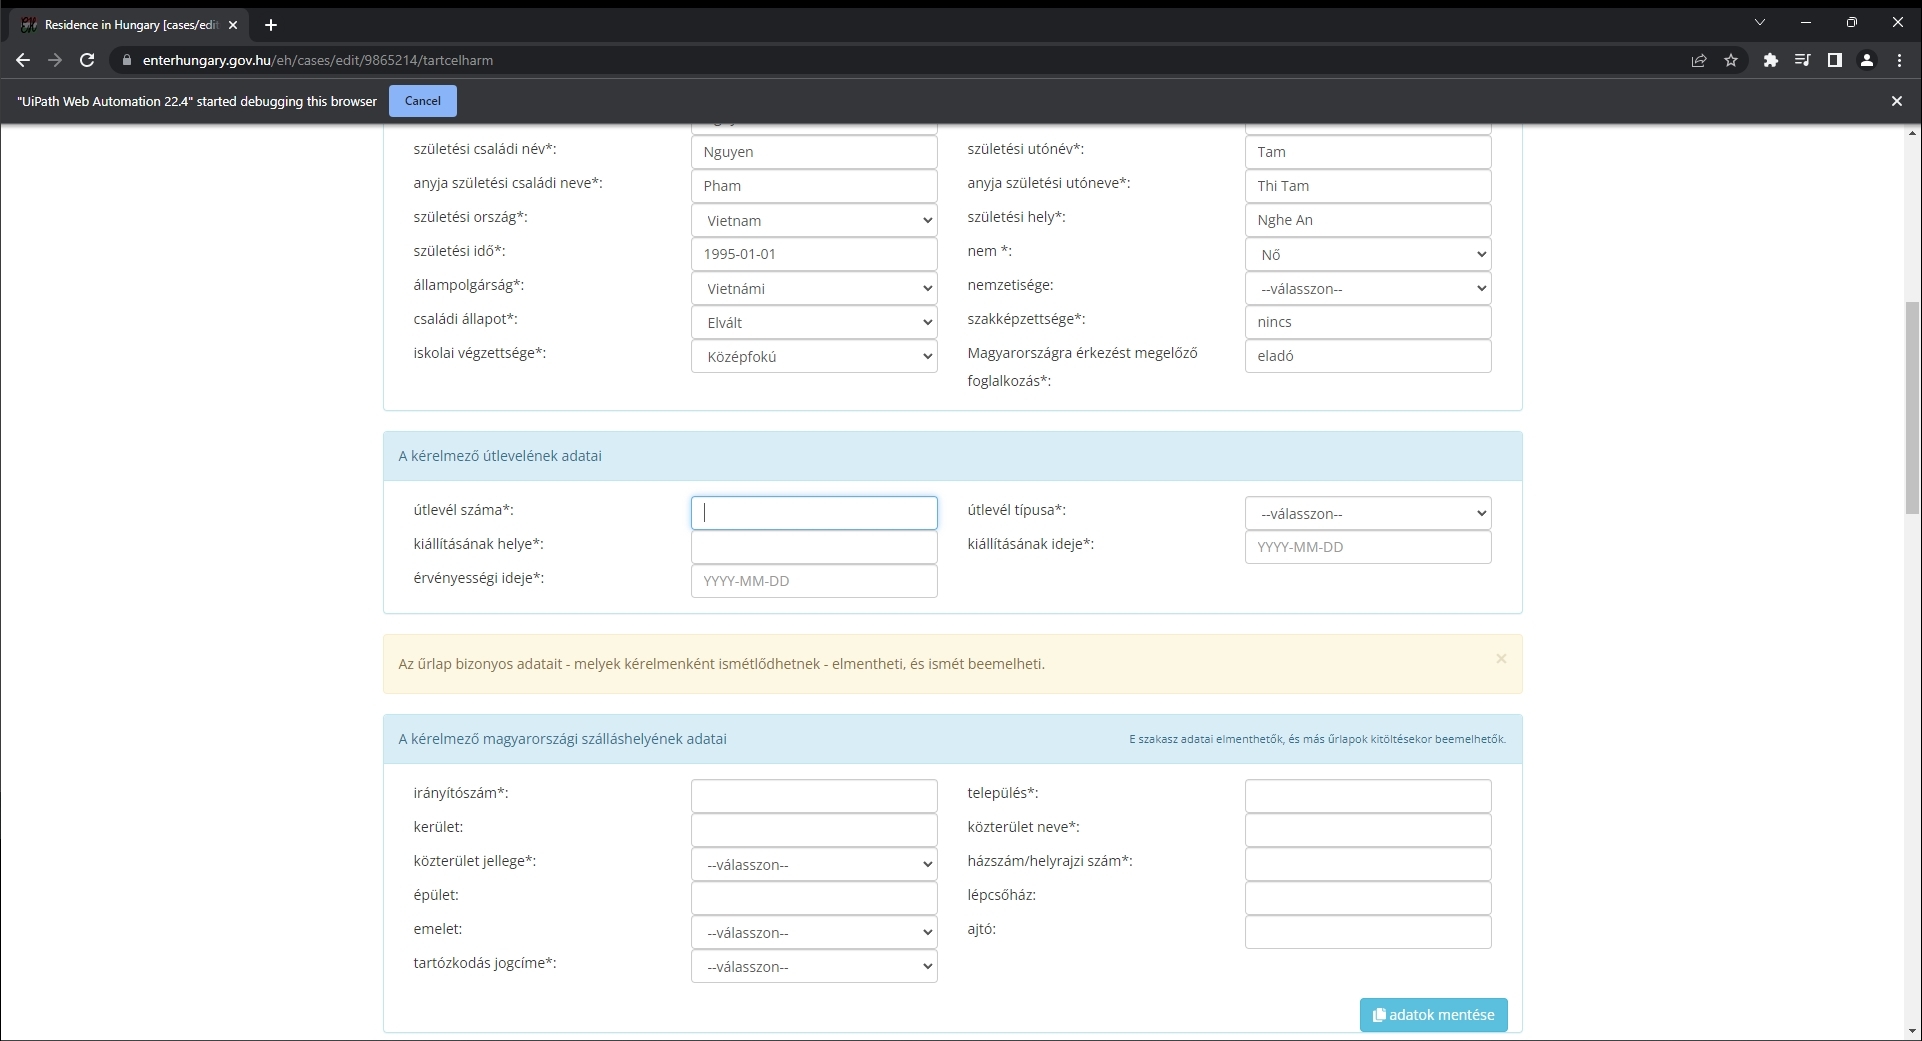 Residence in Hungary [cases/edit
enterhungary.gov.hu/eh/cases/edit/9865214/tartcelharm
"UiPath Web Automation 22.4" started debugging this browser Cancel
születési családi név*: Nguyen születési utónév*: Tam
anyja születési családi neve*: Pham anyja születési utóneve*: Thi Tam
születési ország*: Vietnam születési hely*: Nghe An
születési idő*: 1995-01-01 nem *: Nő
állampolgárság*: Vietnámi nemzetisége: --válasszon--
családi állapot*: Elvált szakképzettsége*: nincs
iskolai végzettsége*: Középfokú Magyarországra érkezést megelőző eladó
foglalkozás*:
A kérelmező útlevelének adatai
útlevél száma*: útlevél típusa*: --válasszon--
kiállításának helye*: kiállításának ideje*: YYYY-MM-DD
érvényességi ideje*: YYYY-MM-DD
Az űrlap bizonyos adatait - melyek kérelmenként ismétlődhetnek - elmentheti, és ismét beemelheti.
A kérelmező magyarországi szálláshelyének adatai E szakasz adatai elmenthetők, és más űrlapok kitöltésekor beemelhetők.
irányítószám*: település*:
kerület: közterület neve*:
közterület jellege*: --válasszon-- házszám/helyrajzi szám*:
épület: lépcsőház:
emelet: --válasszon-- ajtó:
tartózkodás jogcíme*: --válasszon--
adatok mentése